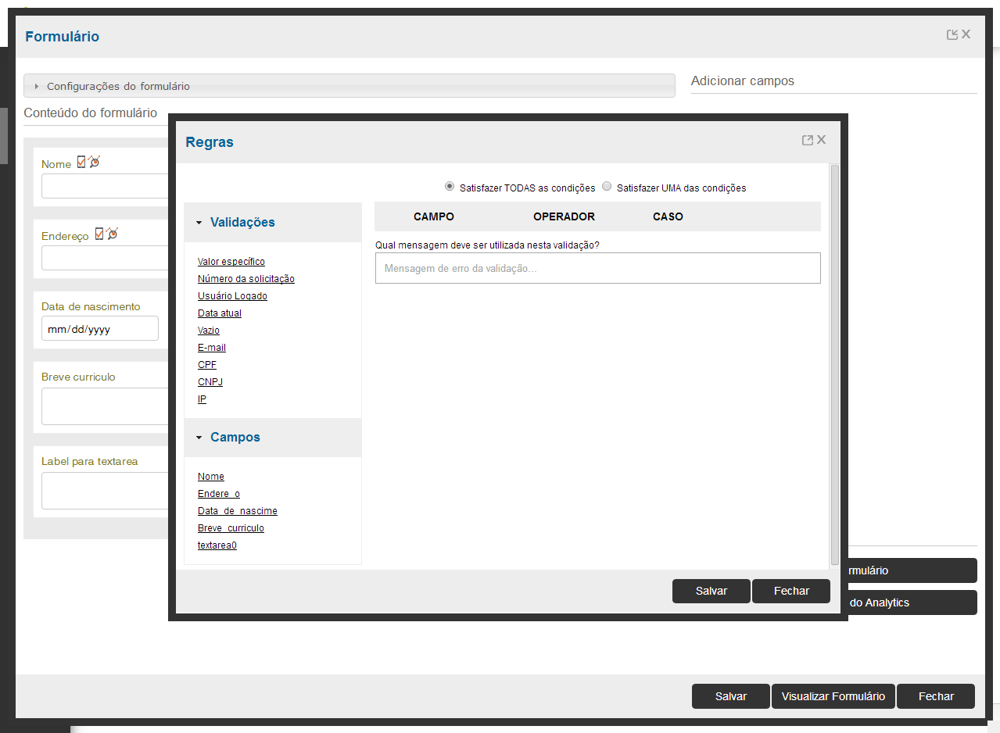 Formulário
Configurações do formulário
Adicionar campos
Conteúdo do formulário
Nome
Endereço
Data de nascimento
mm/dd/yyyy
Breve curriculo
Label para textarea
Regras
Satisfazer TODAS as condições Satisfazer UMA das condições
Validações
Valor específico
Número da solicitação
Usuário Logado
Data atual
Vazio
E-mail
CPF
CNPJ
IP
Campos
Nome
Endere_o
Data_de_nascime
Breve_curriculo
textarea0
CAMPO OPERADOR CASO
Qual mensagem deve ser utilizada nesta validação?
Mensagem de erro da validação...
Salvar Fechar
rmulário
do Analytics
Salvar Visualizar Formulário Fechar